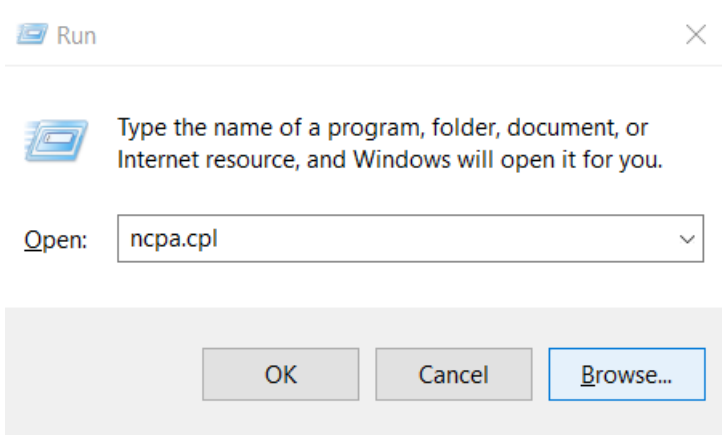 Run
Type the name of a program, folder, document, or
Internet resource, and Windows will open it for you.
Open: ncpa.cpl
OK Cancel Browse...